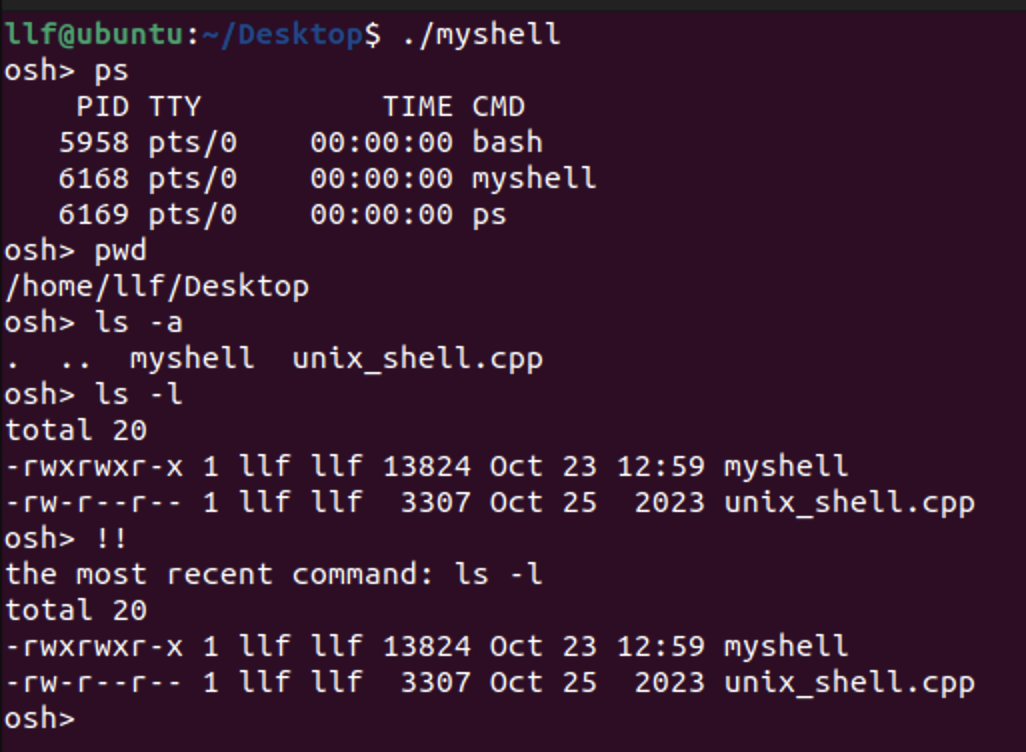 llf@ubuntu:~/Desktop$ ./myshell
osh> ps
    PID TTY          TIME CMD
   5958 pts/0    00:00:00 bash
   6168 pts/0    00:00:00 myshell
   6169 pts/0    00:00:00 ps
osh> pwd
/home/llf/Desktop
osh> ls -a
.  ..  myshell  unix_shell.cpp
osh> ls -l
total 20
-rwxrwxr-x 1 llf llf 13824 Oct 23 12:59 myshell
-rw-r--r-- 1 llf llf  3307 Oct 25  2023 unix_shell.cpp
osh> !!
the most recent command: ls -l
total 20
-rwxrwxr-x 1 llf llf 13824 Oct 23 12:59 myshell
-rw-r--r-- 1 llf llf  3307 Oct 25  2023 unix_shell.cpp
osh>